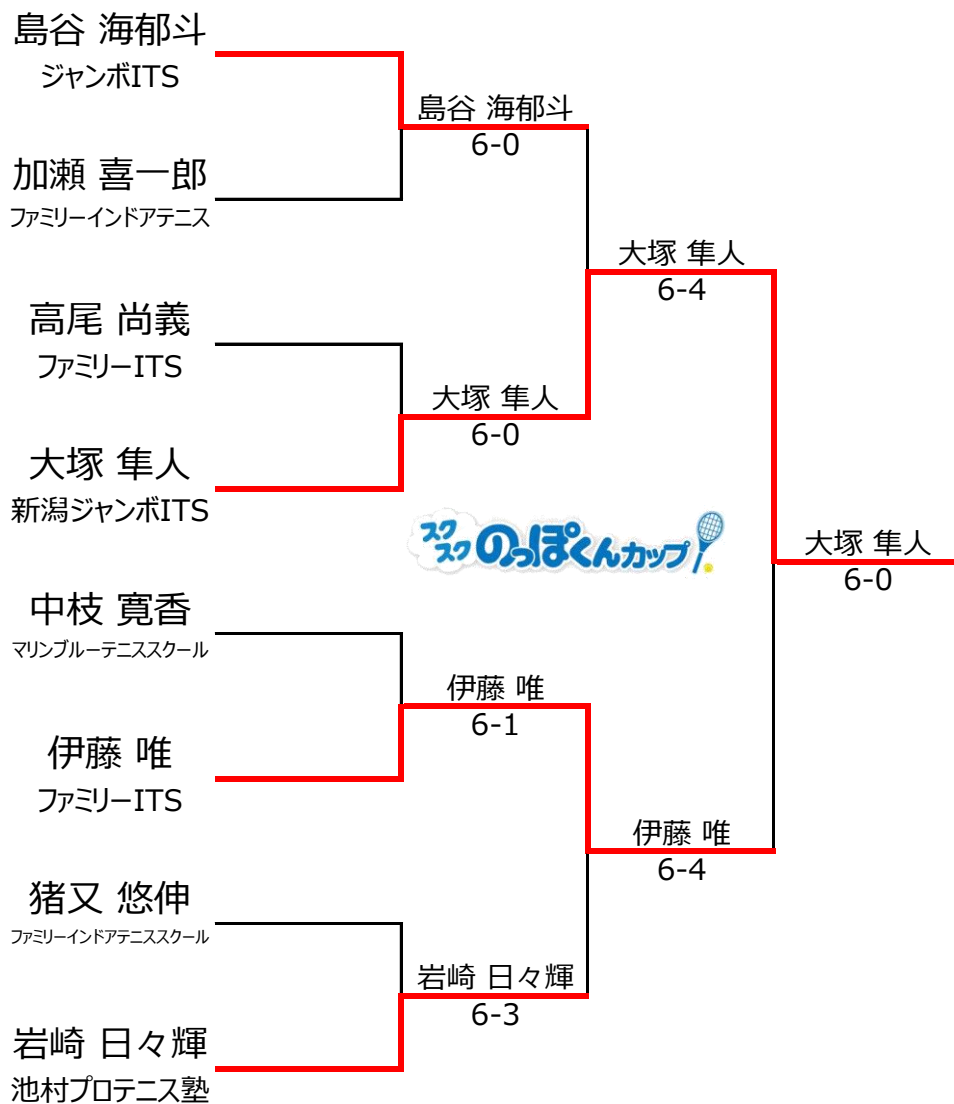 島谷 海郁斗
ジャンボITS
加瀬 喜一郎
ファミリーインドアテニス
高尾 尚義
ファミリーITS
大塚 隼人
新潟ジャンボITS
中枝 寛香
マリンブルーテニススクール
伊藤 唯
ファミリーITS
猪又 悠伸
ファミリーインドアテニススクール
岩崎 日々輝
池村プロテニス塾
島谷 海郁斗
6-0
大塚 隼人
6-0
伊藤 唯
6-1
岩崎 日々輝
6-3
大塚 隼人
6-4
伊藤 唯
6-4
スクスクのっぽくんカップ
大塚 隼人
6-0